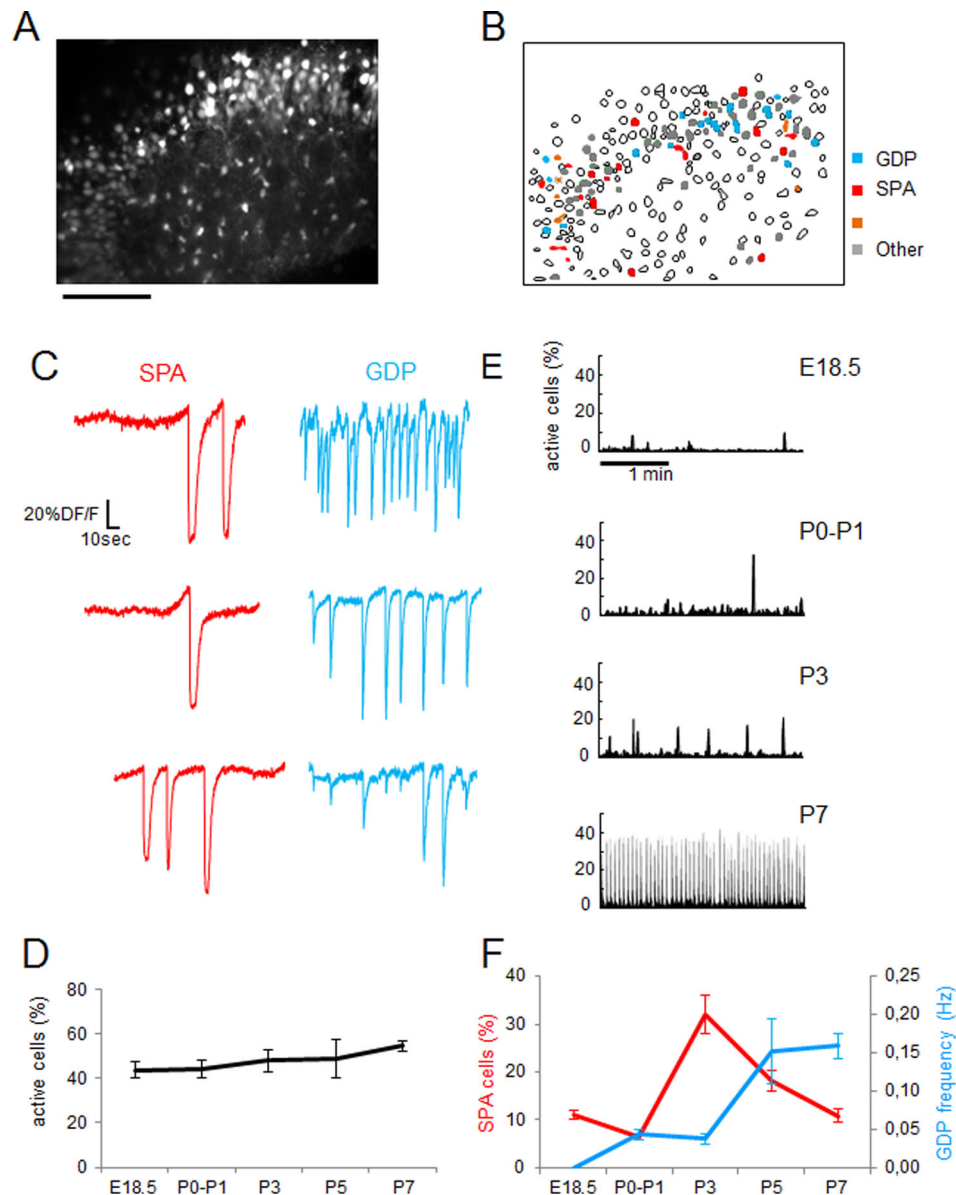 A
B
GDP
SPA
Other
C
SPA
GDP
20%DF/F
10sec
E
active cells (%)
40
20
0
E18.5
1 min
P0-P1
40
20
0
P3
40
20
0
P7
40
20
0
D
active cells (%)
80
60
40
20
0
E18.5
P0-P1
P3
P5
P7
F
SPA cells (%)
40
30
20
10
0
0,25
0,20
0,15
0,10
0,05
0,00
GDP frequency (Hz)
E18.5
P0-P1
P3
P5
P7